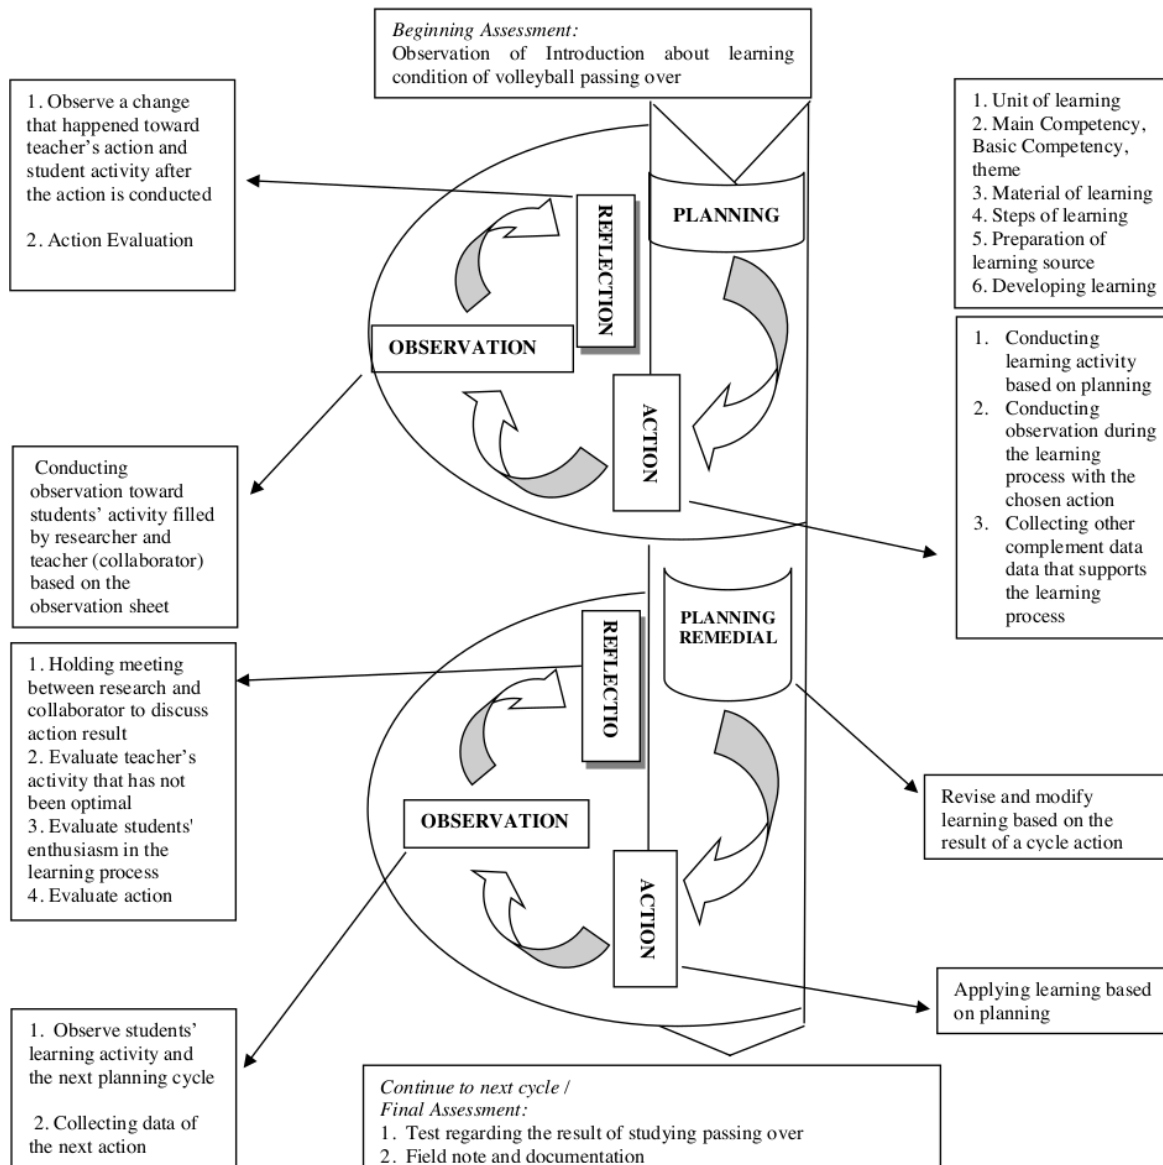 Beginning Assessment:
Observation of Introduction about learning
condition of volleyball passing over
1. Observe a change
that happened toward
teacher's action and
student activity after
the action is conducted
2. Action Evaluation
1. Unit of learning
2. Main Competency,
Basic Competency,
theme
3. Material of learning
4. Steps of learning
5. Preparation of
learning source
6. Developing learning
PLANNING
REFLECTION
OBSERVATION
ACTION
1. Conducting
learning activity
based on planning
2. Conducting
observation during
the learning
process with the
chosen action
3. Collecting other
complement data
data that supports
the learning
process
Conducting
observation toward
students' activity filled
by researcher and
teacher (collaborator)
based on the
observation sheet
PLANNING
REMEDIAL
REFLECTIO
OBSERVATION
ACTION
1. Holding meeting
between research and
collaborator to discuss
action result
2. Evaluate teacher's
activity that has not
been optimal
3. Evaluate students'
enthusiasm in the
learning process
4. Evaluate action
Revise and modify
learning based on the
result of a cycle action
Applying learning based
on planning
1. Observe students'
learning activity and
the next planning cycle
2. Collecting data of
the next action
Continue to next cycle /
Final Assessment:
1. Test regarding the result of studying passing over
2. Field note and documentation